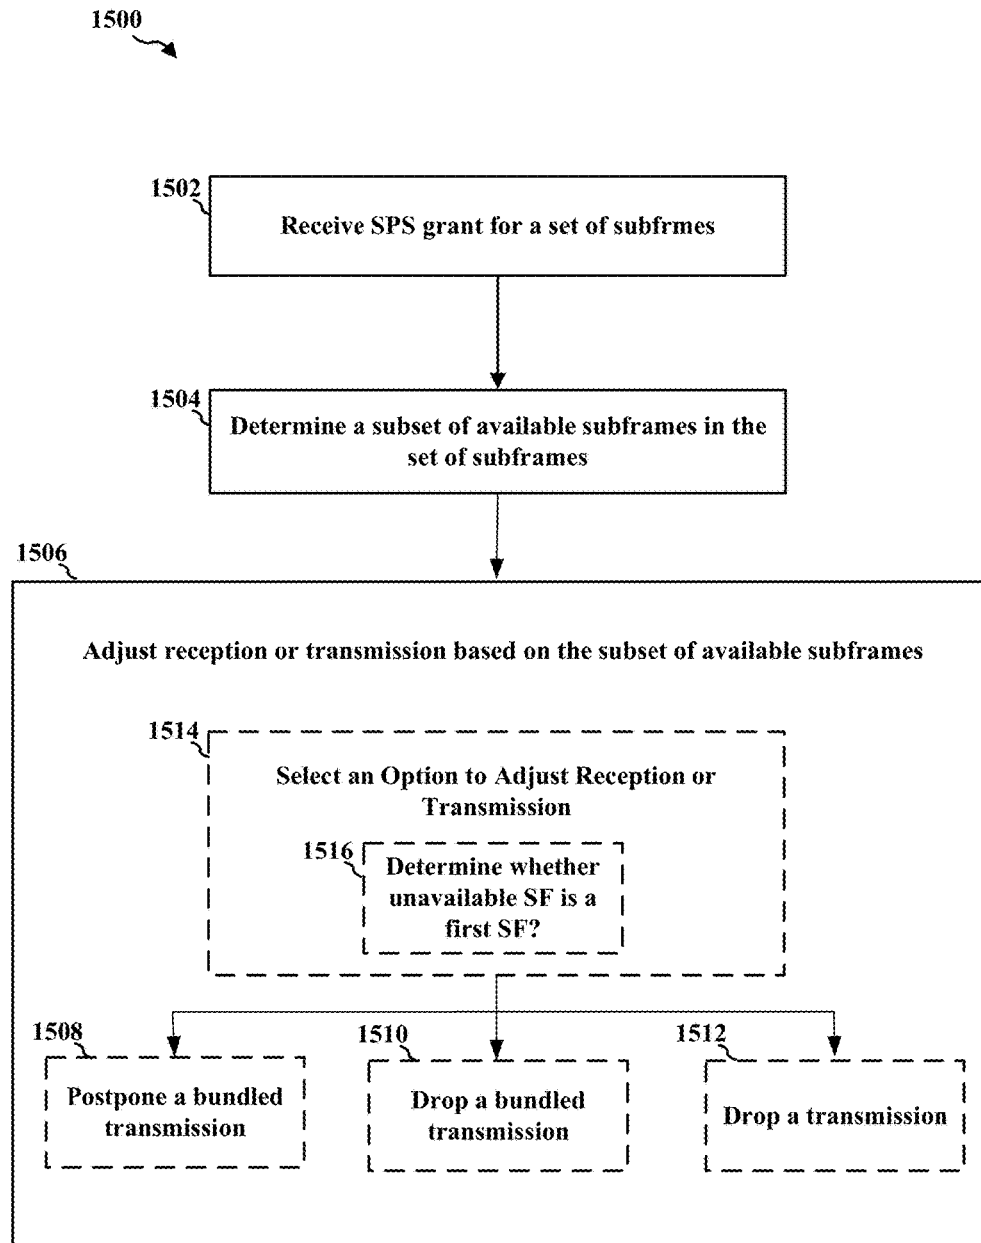 1500
1502
Receive SPS grant for a set of subfrmes
1504
Determine a subset of available subframes in the
set of subframes
1506
Adjust reception or transmission based on the subset of available subframes
1514
Select an Option to Adjust Reception or
Transmission
1516
Determine whether
unavailable SF is a
first SF?
1508
Postpone a bundled
transmission
1510
Drop a bundled
transmission
1512
Drop a transmission